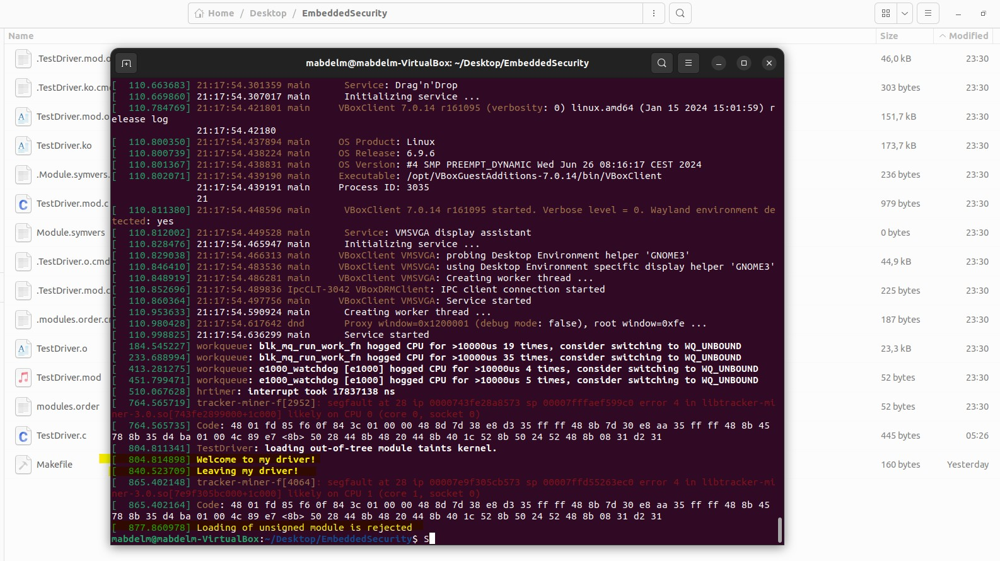 Home / Desktop / EmbeddedSecurity
Name Size Modified
.TestDriver.mod.o 46,0 kB 23:30
.TestDriver.ko.cm 303 bytes 23:30
TestDriver.mod.o 151,7 kB 23:30
TestDriver.ko 173,7 kB 23:30
.Module.symvers. 236 bytes 23:30
TestDriver.mod.c 979 bytes 23:30
Module.symvers 0 bytes 23:30
.TestDriver.o.cmd 44,9 kB 23:30
.TestDriver.mod.c 225 bytes 23:30
.modules.order.c 187 bytes 23:30
TestDriver.o 23,3 kB 23:30
TestDriver.mod 52 bytes 23:30
modules.order 52 bytes 23:30
TestDriver.c 445 bytes 05:26
Makefile 160 bytes Yesterday
mabdelm@mabdelm-VirtualBox: ~/Desktop/EmbeddedSecurity
[  110.663683] 21:17:54.301359 main      Service: Drag'n'Drop
[  110.669860] 21:17:54.307017 main      Initializing service ...
[  110.784769] 21:17:54.421801 main     VBoxClient 7.0.14 r161095 (verbosity: 0) linux.amd64 (Jan 15 2024 15:01:59) r
elease log
21:17:54.42180
[  110.800350] 21:17:54.437894 main     OS Product: Linux
[  110.800739] 21:17:54.438224 main     OS Release: 6.9.6
[  110.801367] 21:17:54.438831 main     OS Version: #4 SMP PREEMPT_DYNAMIC Wed Jun 26 08:16:17 CEST 2024
[  110.802071] 21:17:54.439190 main     Executable: /opt/VBoxGuestAdditions-7.0.14/bin/VBoxClient
21:17:54.439191 main     Process ID: 3035
21
[  110.811380] 21:17:54.448596 main      VBoxClient 7.0.14 r161095 started. Verbose level = 0. Wayland environment de
tected: yes
[  110.812002] 21:17:54.449528 main      Service: VMSVGA display assistant
[  110.828476] 21:17:54.465947 main      Initializing service ...
[  110.829038] 21:17:54.466313 main     VBoxClient VMSVGA: probing Desktop Environment helper 'GNOME3'
[  110.846410] 21:17:54.483536 main     VBoxClient VMSVGA: using Desktop Environment specific display helper 'GNOME3'
[  110.848919] 21:17:54.486281 main     VBoxClient VMSVGA: Creating worker thread ...
[  110.852696] 21:17:54.489836 IpcCLT-3042 VBoxDRMClient: IPC client connection started
[  110.860364] 21:17:54.497756 main     VBoxClient VMSVGA: Service started
[  110.953633] 21:17:54.590924 main      Creating worker thread ...
[  110.980428] 21:17:54.617642 dnd       Proxy window=0x1200001 (debug mode: false), root window=0xfe ...
[  110.998825] 21:17:54.636299 main      Service started
[  184.545227] workqueue: blk_mq_run_work_fn hogged CPU for >10000us 19 times, consider switching to WQ_UNBOUND
[  233.688994] workqueue: blk_mq_run_work_fn hogged CPU for >10000us 35 times, consider switching to WQ_UNBOUND
[  413.281275] workqueue: e1000_watchdog [e1000] hogged CPU for >10000us 4 times, consider switching to WQ_UNBOUND
[  451.799471] workqueue: e1000_watchdog [e1000] hogged CPU for >10000us 5 times, consider switching to WQ_UNBOUND
[  510.067628] hrtimer: interrupt took 17837138 ns
[  764.565719] tracker-miner-f[2952]: segfault at 28 ip 0000743fe28a8573 sp 00007fffaef599c0 error 4 in libtracker-mi
ner-3.0.so[743fe2899000+1c000] likely on CPU 0 (core 0, socket 0)
[  764.565735] Code: 48 01 fd 85 f6 0f 84 3c 01 00 00 48 8d 7d 38 e8 d3 35 ff ff 48 8b 7d 30 e8 aa 35 ff ff 48 8b 45
78 8b 35 d4 ba 01 00 4c 89 e7 <8b> 50 28 44 8b 48 20 44 8b 40 1c 52 8b 50 24 52 48 8b 08 31 d2 31
[  804.811341] TestDriver: loading out-of-tree module taints kernel.
[  804.814898] Welcome to my driver!
[  840.523709] Leaving my driver!
[  865.402148] tracker-miner-f[4064]: segfault at 28 ip 00007e9f305cb573 sp 00007ffd55263ec0 error 4 in libtracker-mi
ner-3.0.so[7e9f305bc000+1c000] likely on CPU 1 (core 1, socket 0)
[  865.402164] Code: 48 01 fd 85 f6 0f 84 3c 01 00 00 48 8d 7d 38 e8 d3 35 ff ff 48 8b 7d 30 e8 aa 35 ff ff 48 8b 45
78 8b 35 d4 ba 01 00 4c 89 e7 <8b> 50 28 44 8b 48 20 44 8b 40 1c 52 8b 50 24 52 48 8b 08 31 d2 31
[  877.860978] Loading of unsigned module is rejected
mabdelm@mabdelm-VirtualBox:~/Desktop/EmbeddedSecurity$ S